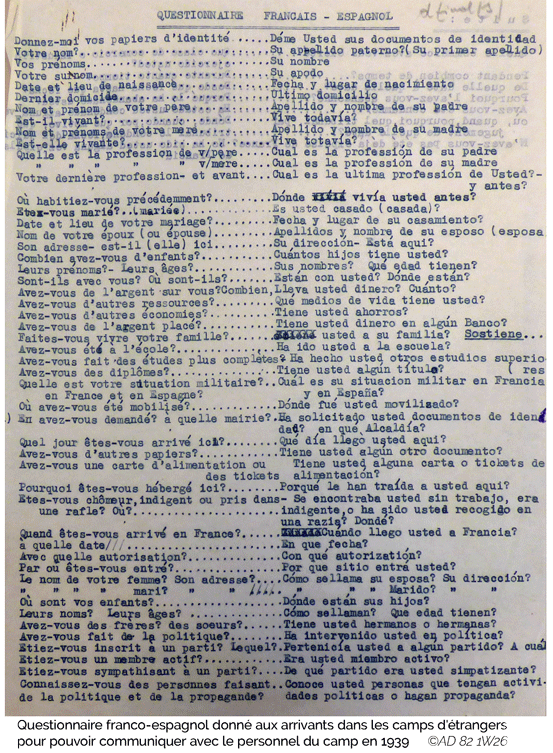 QUESTIONNAIRE FRANCAIS - ESPAGNOL
Donnez-moi vos papiers d'identité.....Déme Usted sus documentos de identidad
Votre nom?............................Su appelido paterno?(Su primer apellido)
Vos prénoms...........................Su nombre
Votre surnom..........................Su apodo
Date et lieu de naissance.............Fecha y lugar de nacimiento
Dernier domicile......................Ultimo domicilio
Nom et prénom de votre père...........Apellido y nombre de su padre
Est-il vivant?........................Vive todavia?
Nom et prénoms de votre mère..........Apellido y nombre de su madre
Est-elle vivante?.....................Vive totavia?
Quelle est la profession de v/père....Cual es la profesión de su padre
" " " " v/mère....Cual es la profesión de su madre
Votre dernière profession- et avant...Cual es la ultima profesión de Usted?-
y antes?
Où habitiez-vous précédemment?........Dónde vivía usted antes?
Etes-vous marié?..(mariée)............Es usted casado (casada)?
Date et lieu de votre mariage?........Fecha y lugar de su casamiento?
Nom de votre époux (ou épouse)........Apellidos y nombre de su esposo (esposa
Son adresse- est-il (elle) ici........Su dirección- Está aquí?
Combien avez-vous d'enfants?..........Cuántos hijos tiene usted?
Leurs prénoms?- Leurs âges?...........Sus nombres? Qué edad tienen?
Sont-ils avec vous? Où sont-ils?......Están con usted? Dónde están?
Avez-vous de l'argent sur vous?Combien,Lleva usted dinero? Cuánto?
Avez-vous d'autres ressources?........Que medios de vida tiene usted?
Avez-vous d'autres économies?.........Tiene usted ahorros?
Avez-vous de l'argent placé?..........Tiene usted dinero en algún Banco?
Faites-vous vivre votre famille?...... usted a su familia? Sostiene...
Avez-vous été a l'école?..............Ha ido usted a la escuela?
Avez-vous fait des études plus complètes? Ha hecho usted otros estudios superio
Avez-vous des diplômes?...............Tiene usted algún título? ( res
Quelle est votre situation militaire?..Cuál es su situacion militar en Francia
en France et en Espagne? y en España?
Où avez-vous été mobilisé?............Dónde fué usted movilizado?
) En avez-vous demandé? à quelle mairie?.Ha solicitado usted documentos de iden
dad? en que Alcaldía?
Quel jour êtes-vous arrivé ici?.......Qué día llego usted aqui?
Avez-vous d'autres papiers?...........Tiene usted algún otro documento?
Avez-vous une carte d'alimentation ou Tiene usted alguna carta o tickets de
des tickets alimentación?
Pourquoi êtes-vous hébergé ici?.......Porqué le han traída a usted aqui?
Etes-vous chômeur,indigent ou pris dans- Se encontraba usted sin trabajo, era
une rafle? Où?............indigente,o ha sido usted recogido en
una razia? Dondé?
Quand êtes-vous arrivé en France?.....Cuándo llego usted a Francia?
à quelle date///......................En que fecha?
Avec quelle autorisation?.............Con qué autorización?
Par ou êtes-vous entré?...............Por que sitio entrá usted?
Le nom de votre femme? Son adresse?...Cómo sellama su esposa? Su dirección?
" " " mari? " " //// " " " Marido? " "
Où sont vos enfants?..................Dónde están sus hijos?
Leurs noms? Leurs âges? ..............Cómo sellaman? Que edad tienen?
Avez-vous des frères? des soeurs?.....Tiene usted hermanos o hermanas?
Avez-vous fait de la politique?.......Ha intervenido usted en política?
Etiez-vous inscrit à un parti? Lequel?.Pertenicía usted a algún partido? A cuál
Etiez-vous un membre actif?...........Era usted miembro activo?
Etiez-vous sympathisant à un parti?...De qué partido era usted simpatizante?
Connaissez-vous des personnes faisant..Conoce usted personas que tengan activi-
de la politique et de la propagande? dades politicas o hagan propaganda?
Questionnaire franco-espagnol donné aux arrivants dans les camps d'étrangers
pour pouvoir communiquer avec le personnel du camp en 1939 ©AD 82 1W26